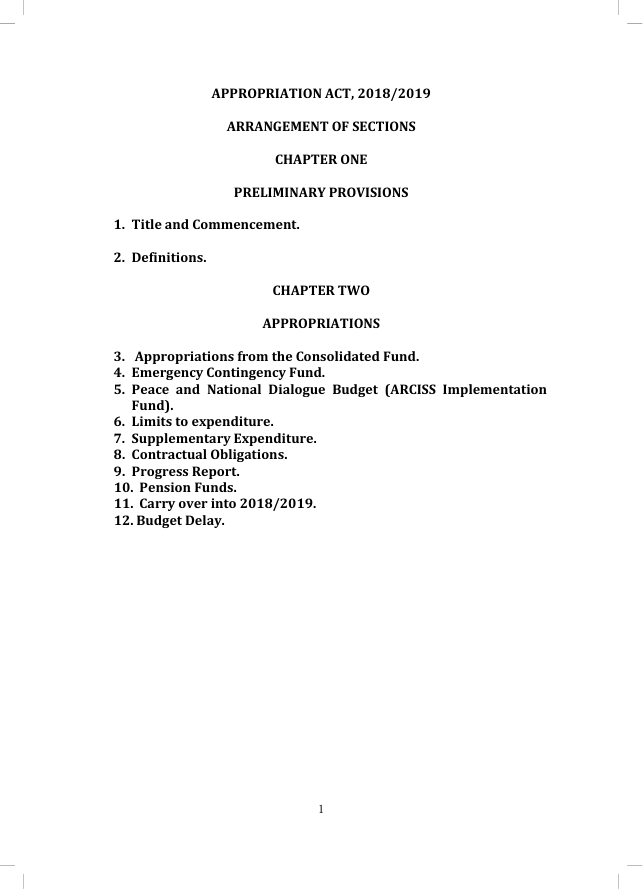 APPROPRIATION ACT, 2018/2019
ARRANGEMENT OF SECTIONS
CHAPTER ONE
PRELIMINARY PROVISIONS
1. Title and Commencement.
2. Definitions.
CHAPTER TWO
APPROPRIATIONS
3. Appropriations from the Consolidated Fund.
4. Emergency Contingency Fund.
5. Peace and National Dialogue Budget (ARCISS Implementation
Fund).
6. Limits to expenditure.
7. Supplementary Expenditure.
8. Contractual Obligations.
9. Progress Report.
10. Pension Funds.
11. Carry over into 2018/2019.
12. Budget Delay.
1